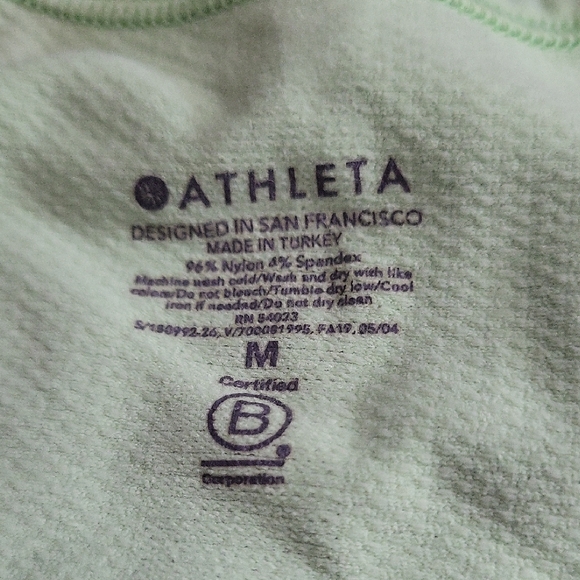 ATHLETA
DESIGNED IN SAN FRANCISCO
MADE IN TURKEY
96% Nylon 4% Spandex
Machine wash cold/Wash and dry with like
colours/Do not bleach/Tumble dry low/Cool
iron if needed/Do not dry clean
RN 54023
S/180992-26, V/700081995, FA19, 05/04
M
Certified
B
Corporation